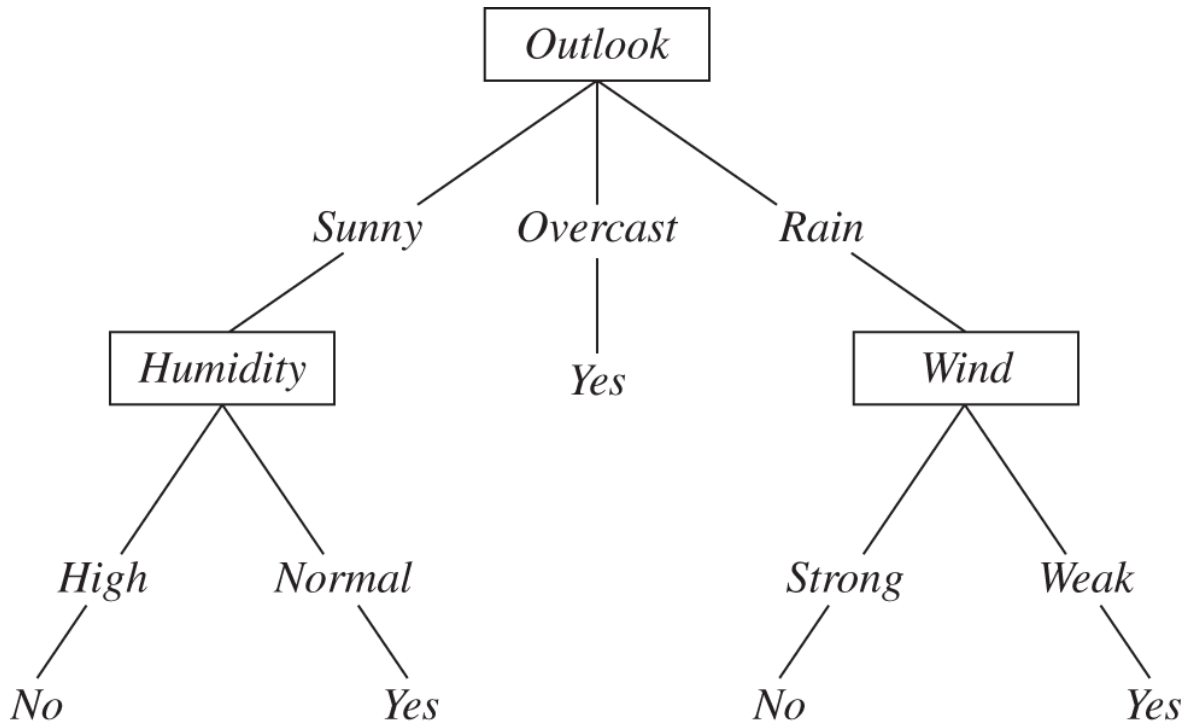 Outlook
Sunny Overcast Rain
Humidity Yes Wind
High Normal Strong Weak
No Yes No Yes